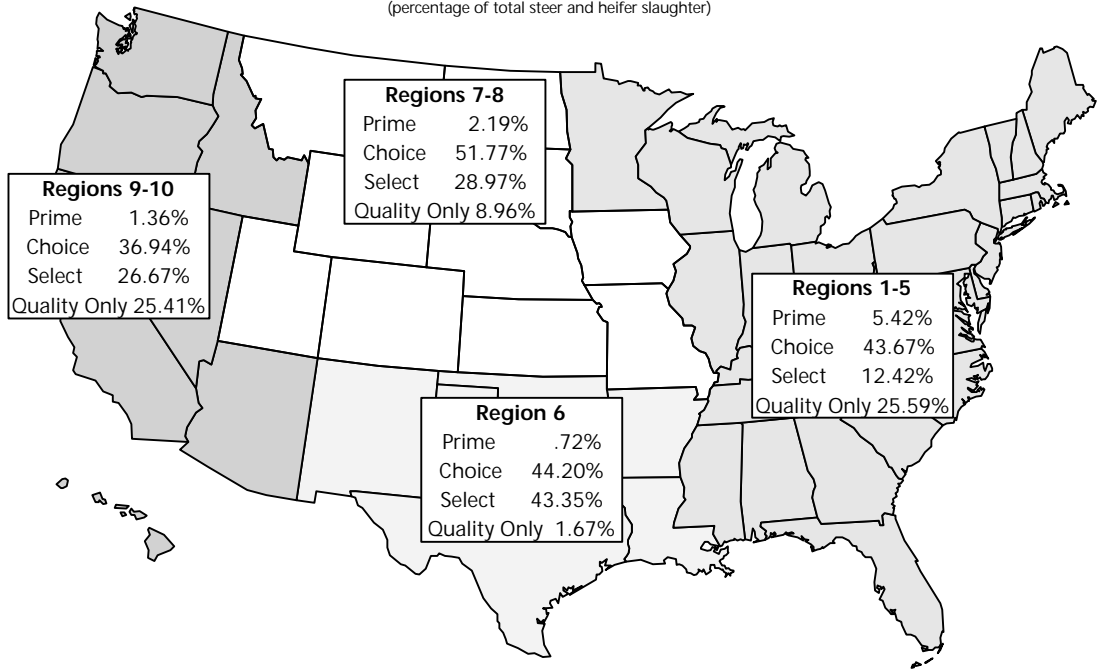 (percentage of total steer and heifer slaughter)
Regions 7-8
Prime 2.19%
Choice 51.77%
Select 28.97%
Quality Only 8.96%
Regions 9-10
Prime 1.36%
Choice 36.94%
Select 26.67%
Quality Only 25.41%
Regions 1-5
Prime 5.42%
Choice 43.67%
Select 12.42%
Quality Only 25.59%
Region 6
Prime .72%
Choice 44.20%
Select 43.35%
Quality Only 1.67%